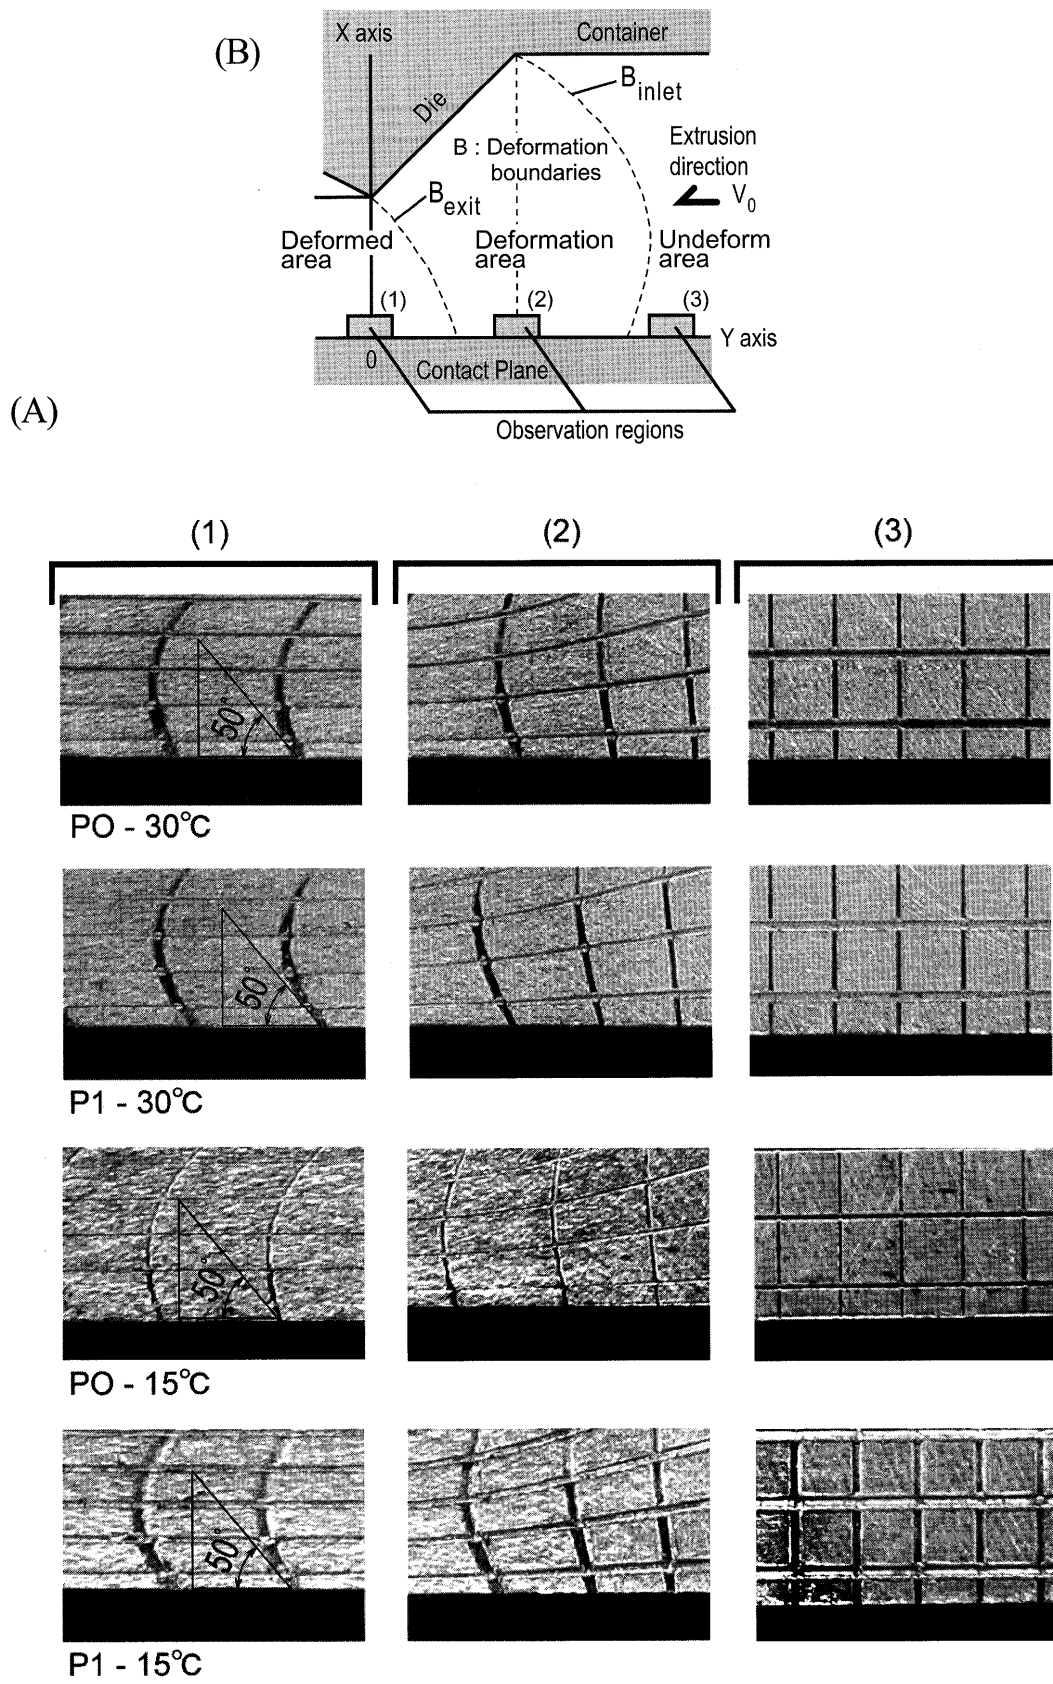 (B)
X axis
Container
Die
B inlet
B : Deformation
boundaries
Extrusion
direction
V0
B exit
Deformed
area
Deformation
area
Undeform
area
(1)
(2)
(3)
Y axis
0
Contact Plane
(A)
Observation regions
(1)
(2)
(3)
50°
PO - 30℃
50°
P1 - 30℃
50°
PO - 15℃
50°
P1 - 15℃